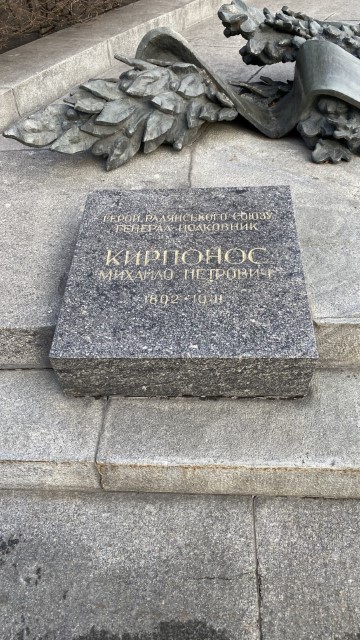 ГЕРОЙ РАДЯНСЬКОГО СОЮЗУ
ГЕНЕРАЛ-ПОЛКОВНИК
КИРПОНОС
МИХАЙЛО ПЕТРОВИЧ
1892-1941